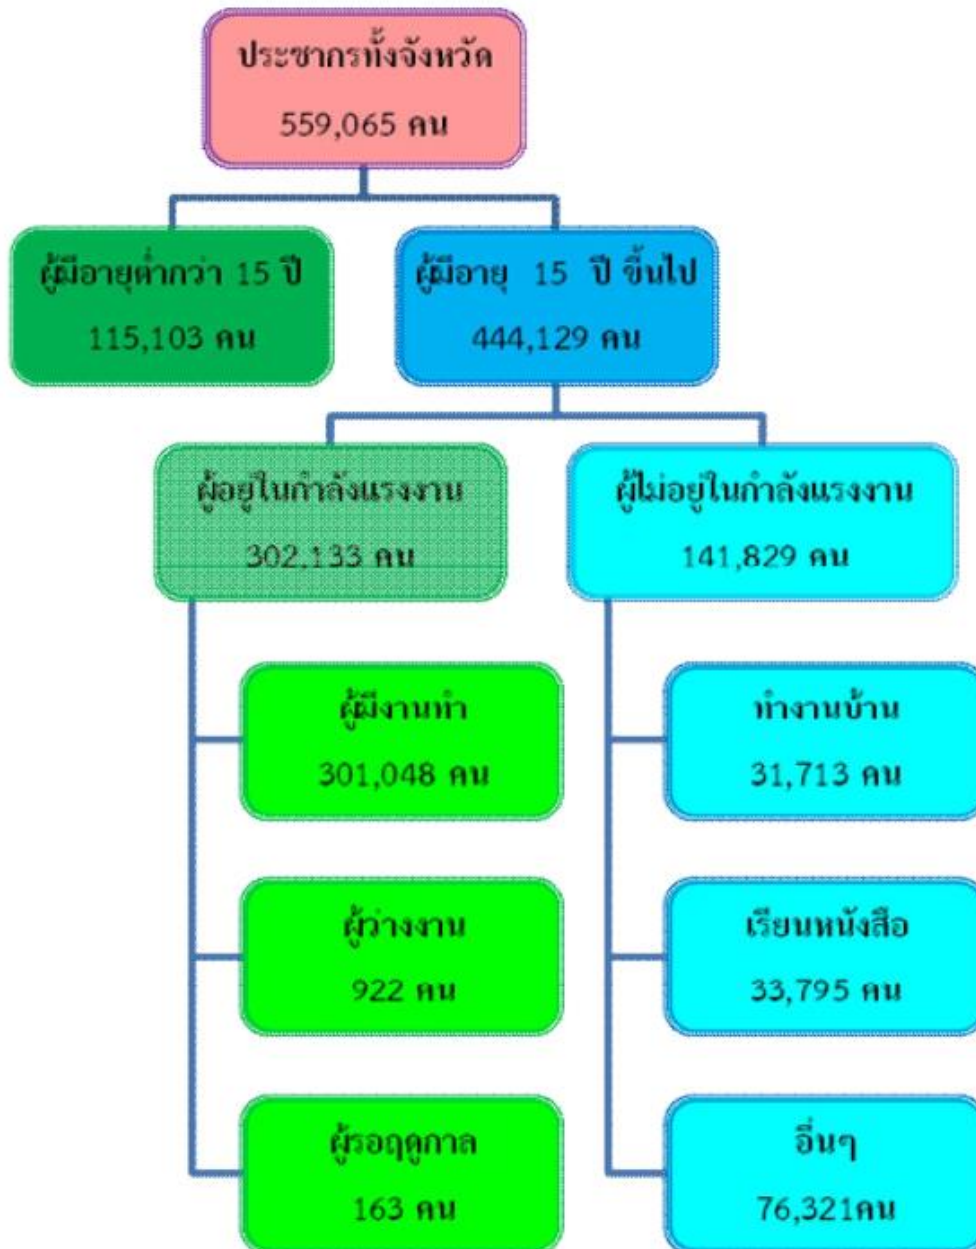 ประชากรทั้งจังหวัด
559,065 คน
ผู้มีอายุต่ำกว่า 15 ปี
115,103 คน
ผู้มีอายุ 15 ปี ขึ้นไป
444,129 คน
ผู้อยู่ในกำลังแรงงาน
302,133 คน
ผู้ไม่อยู่ในกำลังแรงงาน
141,829 คน
ผู้มีงานทำ
301,048 คน
ผู้ว่างงาน
922 คน
ผู้รอฤดูกาล
163 คน
ทำงานบ้าน
31,713 คน
เรียนหนังสือ
33,795 คน
อื่นๆ
76,321คน